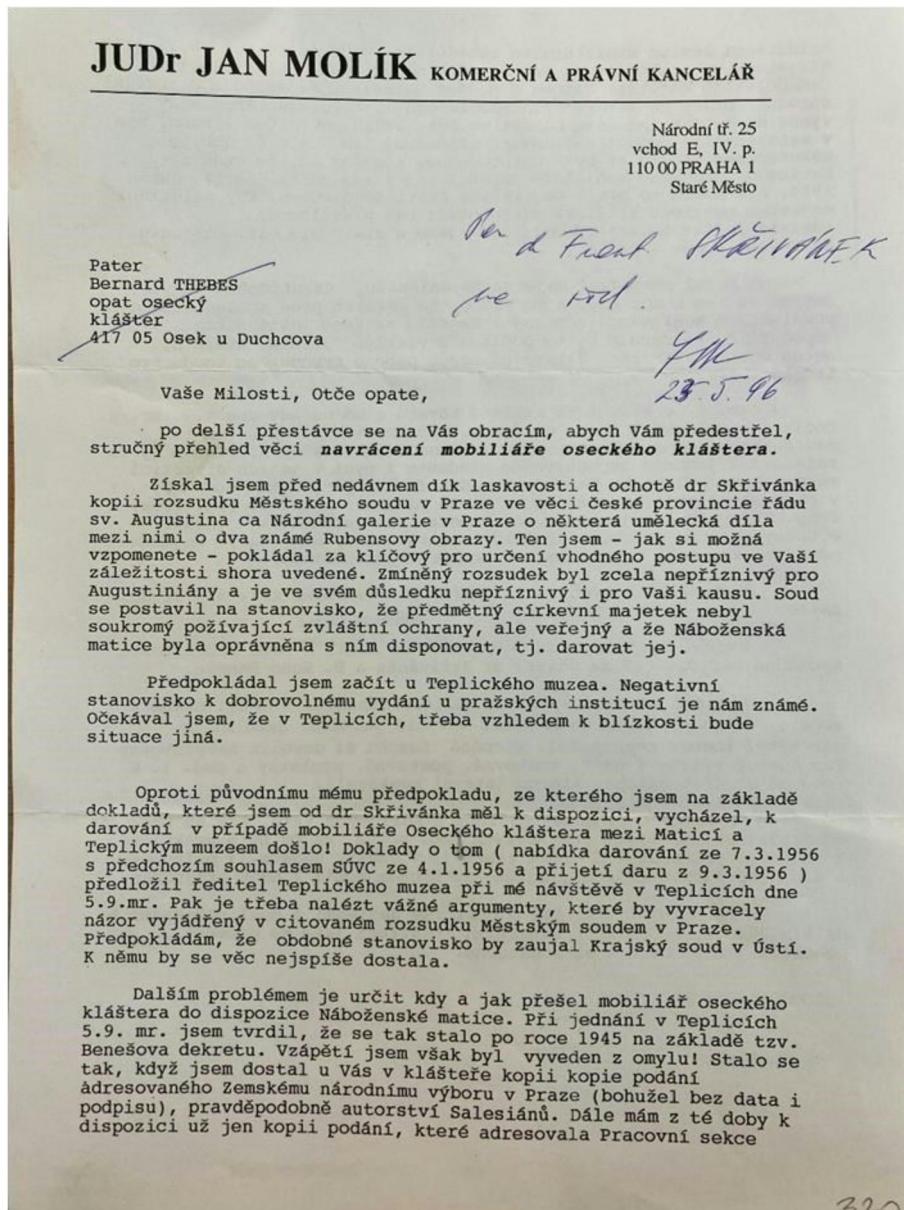 JUDr JAN MOLÍK KOMERČNÍ A PRÁVNÍ KANCELÁŘ
Národní tř. 25
vchod E, IV. p.
110 00 PRAHA 1
Staré Město
d Frant. SKŘIVÁNEK
Pater
Bernard THEBES
opat osecký
klášter
417 05 Osek u Duchcova
25.5.96
Vaše Milosti, Otče opate,
po delší přestávce se na Vás obracím, abych Vám předestřel,
stručný přehled věci navrácení mobiliáře oseckého kláštera.
Získal jsem před nedávnem dík laskavosti a ochotě dr Skřivánka
kopii rozsudku Městského soudu v Praze ve věci české provincie řádu
sv. Augustina ca Národní galerie v Praze o některá umělecká díla
mezi nimi o dva známé Rubensovy obrazy. Ten jsem - jak si možná
vzpomenete - pokládal za klíčový pro určení vhodného postupu ve Vaší
záležitosti shora uvedené. Zmíněný rozsudek byl zcela nepříznivý pro
Augustiniány a je ve svém důsledku nepříznivý i pro Vaši kausu. Soud
se postavil na stanovisko, že předmětný církevní majetek nebyl
soukromý požívající zvláštní ochrany, ale veřejný a že Náboženská
matice byla oprávněna s ním disponovat, tj. darovat jej.
Předpokládal jsem začít u Teplického muzea. Negativní
stanovisko k dobrovolnému vydání u pražských institucí je nám známé.
Očekával jsem, že v Teplicích, třeba vzhledem k blízkosti bude
situace jiná.
Oproti původnímu mému předpokladu, ze kterého jsem na základě
dokladů, které jsem od dr Skřivánka měl k dispozici, vycházel, k
darování v případě mobiliáře Oseckého kláštera mezi Maticí a
Teplickým muzeem došlo! Doklady o tom ( nabídka darování ze 7.3.1956
s předchozím souhlasem SÚVC ze 4.1.1956 a přijetí daru z 9.3.1956 )
předložil ředitel Teplického muzea při mé návštěvě v Teplicích dne
5.9.mr. Pak je třeba nalézt vážné argumenty, které by vyvracely
názor vyjádřený v citovaném rozsudku Městským soudem v Praze.
Předpokládám, že obdobné stanovisko by zaujal Krajský soud v Ústí.
K němu by se věc nejspíše dostala.
Dalším problémem je určit kdy a jak přešel mobiliář oseckého
kláštera do dispozice Náboženské matice. Při jednání v Teplicích
5.9. mr. jsem tvrdil, že se tak stalo po roce 1945 na základě tzv.
Benešova dekretu. Vzápětí jsem však byl vyveden z omylu! Stalo se
tak, když jsem dostal u Vás v klášteře kopii kopie podání
adresovaného Zemskému národnímu výboru v Praze (bohužel bez data i
podpisu), pravděpodobně autorství Salesiánů. Dále mám z té doby k
dispozici už jen kopii podání, které adresovala Pracovní sekce